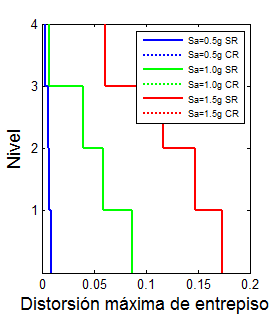 4
3
2
1
Nivel
Sa=0.5g SR
Sa=0.5g CR
Sa=1.0g SR
Sa=1.0g CR
Sa=1.5g SR
Sa=1.5g CR
0 0.05 0.1 0.15 0.2
Distorsión máxima de entrepiso